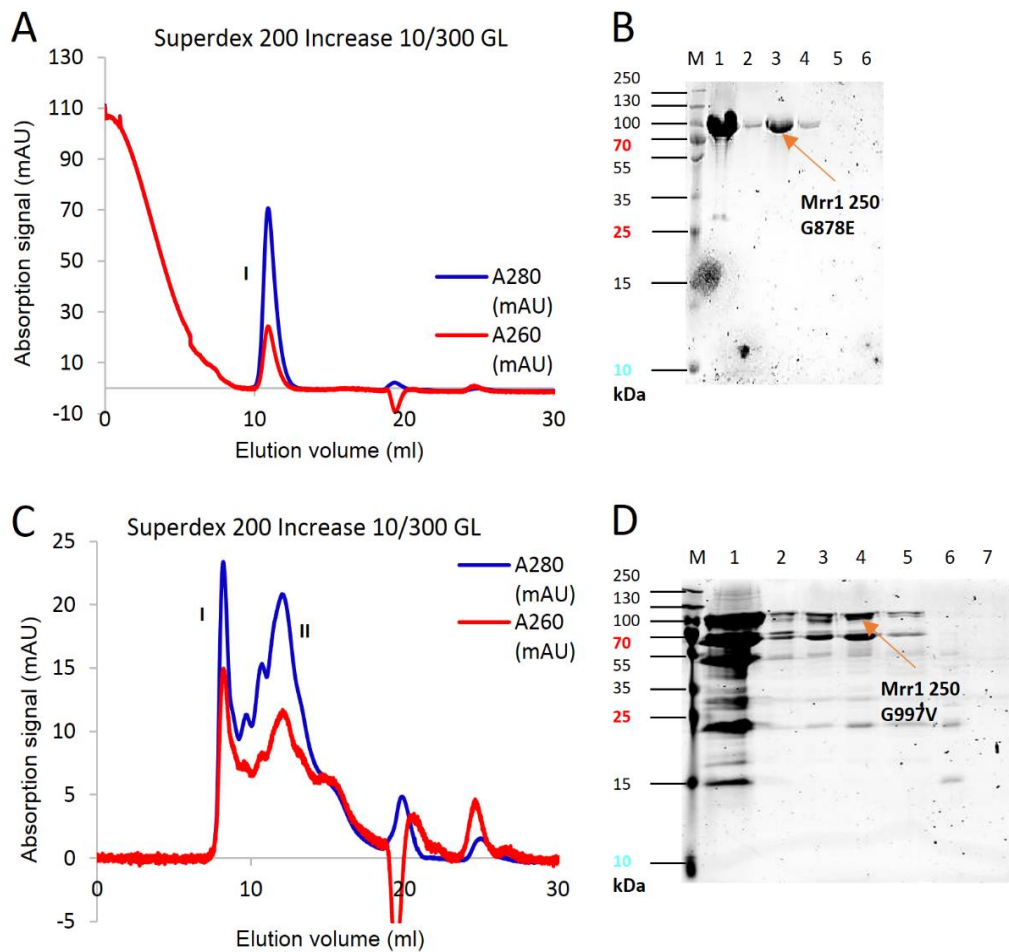 A
Superdex 200 Increase 10/300 GL
Absorption signal (mAU)
130
110
90
70
50
30
10
-10
0
10
20
30
I
A280
(mAU)
A260
(mAU)
Elution volume (ml)
B
M 1 2 3 4 5 6
250
130
100
70
55
35
25
15
10
kDa
Mrr1 250
G878E
C
Superdex 200 Increase 10/300 GL
Absorption signal (mAU)
25
20
15
10
5
0
-5
0
10
20
30
I
II
A280
(mAU)
A260
(mAU)
Elution volume (ml)
D
M 1 2 3 4 5 6 7
250
130
100
70
55
35
25
15
10
kDa
Mrr1 250
G997V